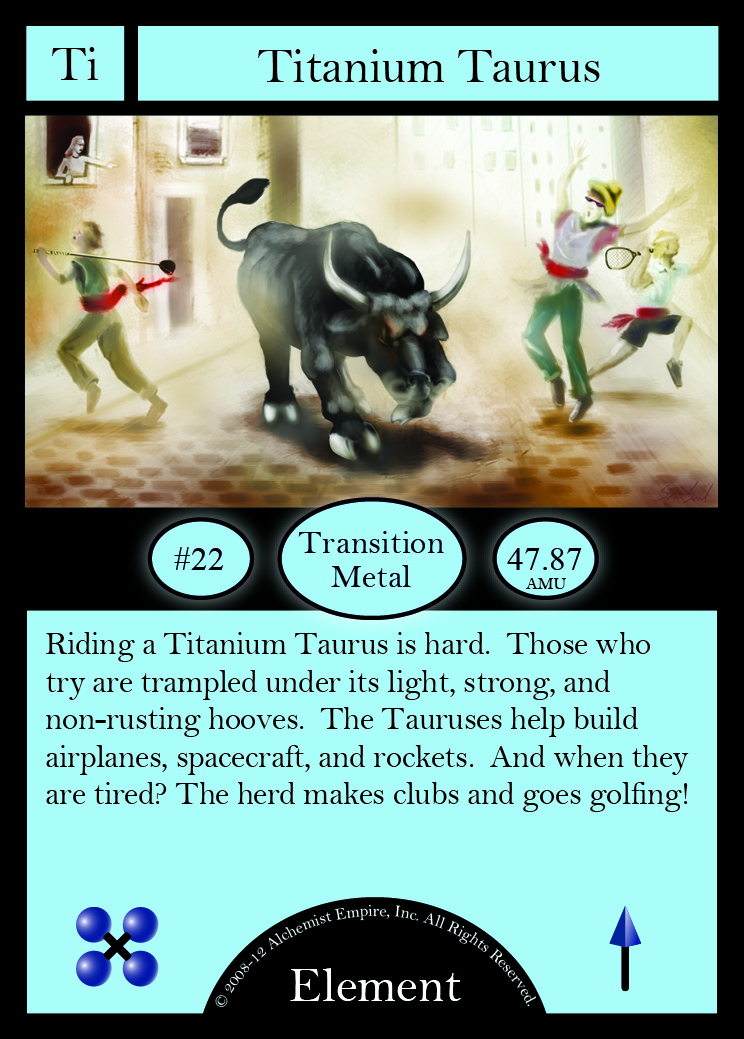 Ti
Titanium Taurus
#22
Transition
Metal
47.87
AMU
Riding a Titanium Taurus is hard.  Those who
try are trampled under its light, strong, and
non-rusting hooves.  The Tauruses help build
airplanes, spacecraft, and rockets.  And when they
are tired? The herd makes clubs and goes golfing!
© 2008-12 Alchemist Empire, Inc. All Rights Reserved.
Element